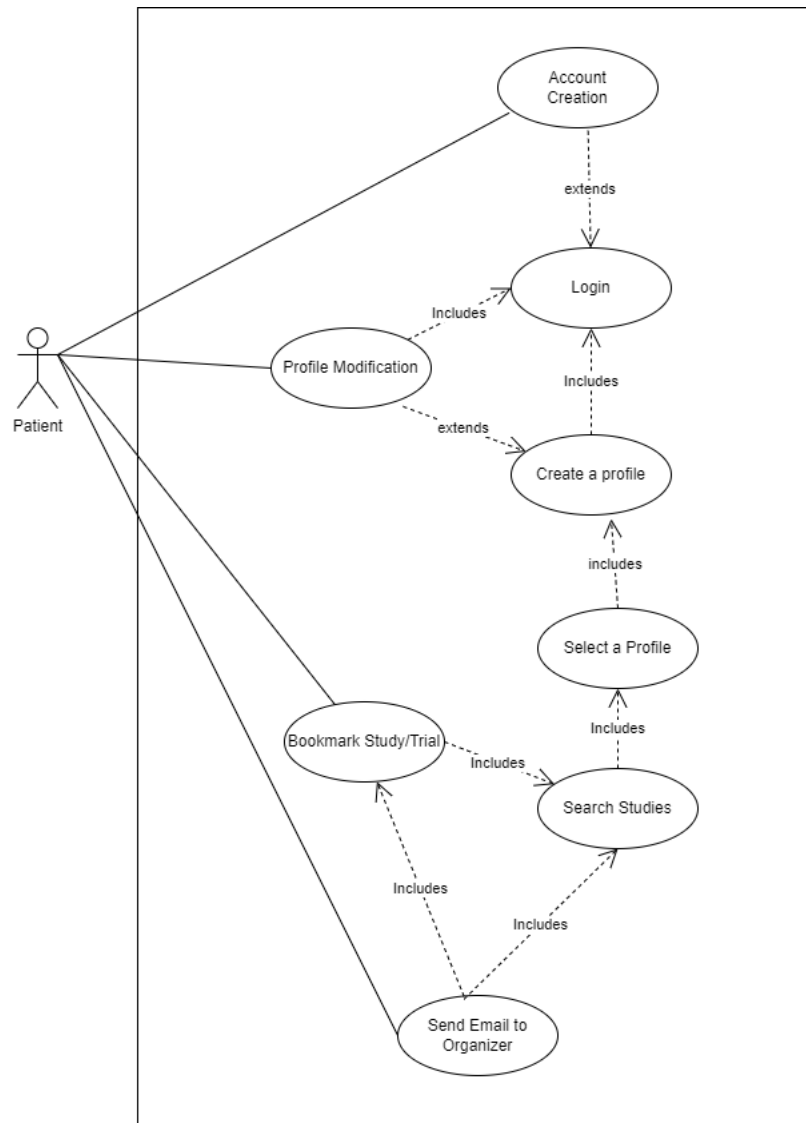 Account
Creation
extends
Login
Includes
Profile Modification
Includes
Patient
extends
Create a profile
includes
Select a Profile
Includes
Bookmark Study/Trial
Includes
Search Studies
Includes
Includes
Send Email to
Organizer